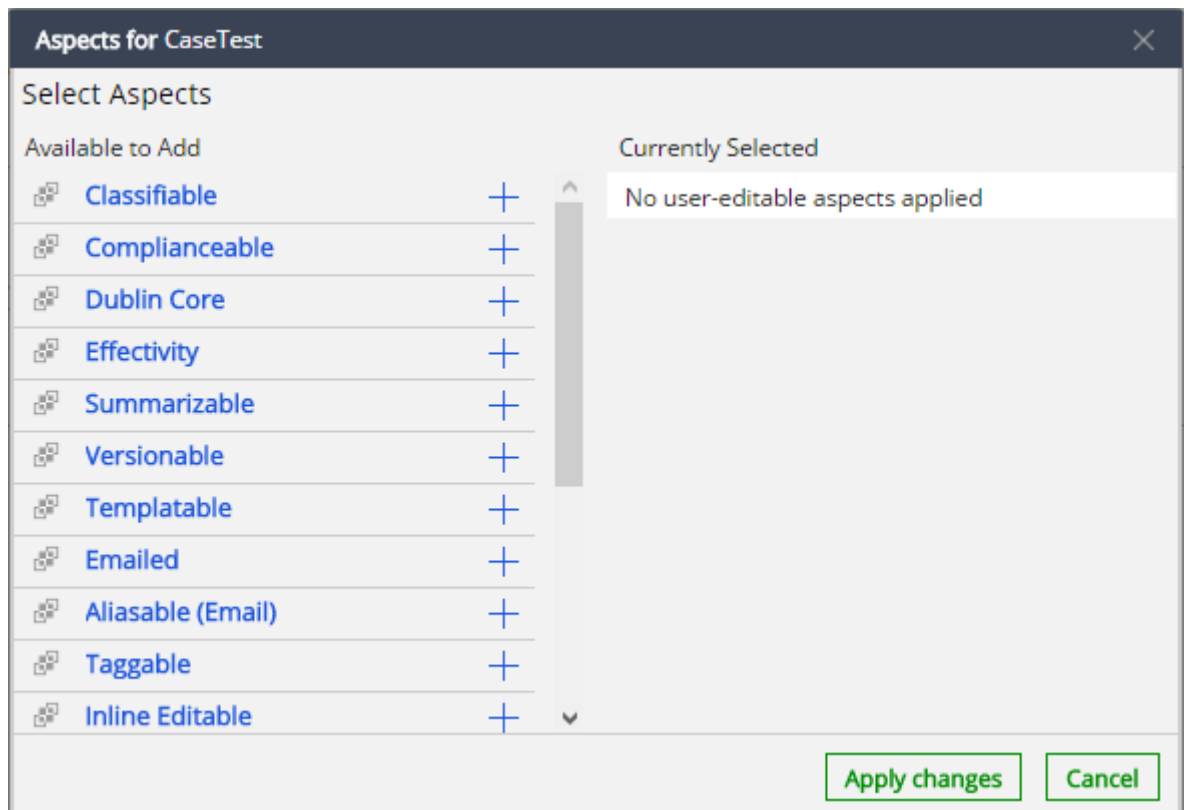 Aspects for CaseTest
Select Aspects
Available to Add
Currently Selected
Classifiable
No user-editable aspects applied
Complianceable
Dublin Core
Effectivity
Summarizable
Versionable
Templatable
Emailed
Aliasable (Email)
Taggable
Inline Editable
Apply changes
Cancel